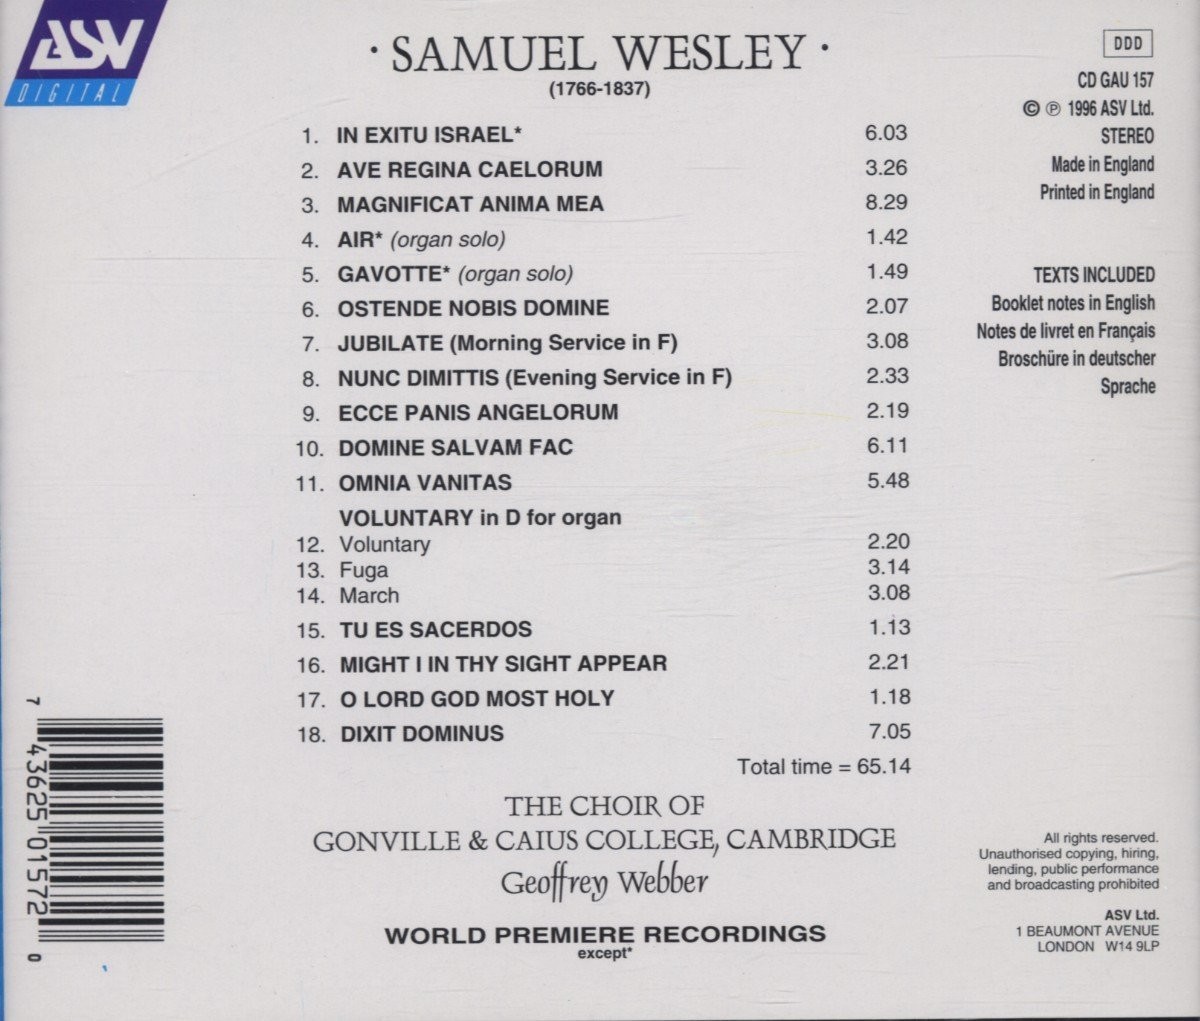 ASV
DIGITAL
· SAMUEL WESLEY ·
(1766-1837)
1. IN EXITU ISRAEL* 6.03
2. AVE REGINA CAELORUM 3.26
3. MAGNIFICAT ANIMA MEA 8.29
4. AIR* (organ solo) 1.42
5. GAVOTTE* (organ solo) 1.49
6. OSTENDE NOBIS DOMINE 2.07
7. JUBILATE (Morning Service in F) 3.08
8. NUNC DIMITTIS (Evening Service in F) 2.33
9. ECCE PANIS ANGELORUM 2.19
10. DOMINE SALVAM FAC 6.11
11. OMNIA VANITAS 5.48
VOLUNTARY in D for organ
12. Voluntary 2.20
13. Fuga 3.14
14. March 3.08
15. TU ES SACERDOS 1.13
16. MIGHT I IN THY SIGHT APPEAR 2.21
17. O LORD GOD MOST HOLY 1.18
18. DIXIT DOMINUS 7.05
Total time = 65.14
THE CHOIR OF
GONVILLE & CAIUS COLLEGE, CAMBRIDGE
Geoffrey Webber
WORLD PREMIERE RECORDINGS
except*
DDD
CD GAU 157
© ℗ 1996 ASV Ltd.
STEREO
Made in England
Printed in England
TEXTS INCLUDED
Booklet notes in English
Notes de livret en Français
Broschüre in deutscher
Sprache
All rights reserved.
Unauthorised copying, hiring,
lending, public performance
and broadcasting prohibited
ASV Ltd.
1 BEAUMONT AVENUE
LONDON W14 9LP
7 43625 01572 0